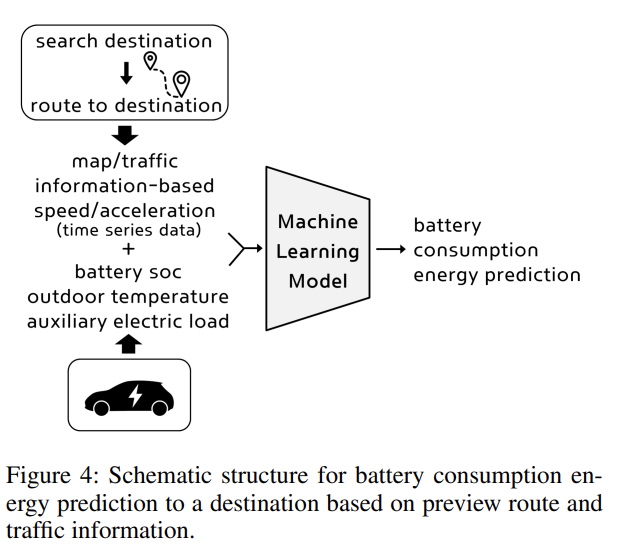 search destination
route to destination
map/traffic
information-based
speed/acceleration
(time series data)
+
battery soc
outdoor temperature
auxiliary electric load
Machine
Learning
Model
battery
consumption
energy prediction
Figure 4: Schematic structure for battery consumption en-
ergy prediction to a destination based on preview route and
traffic information.